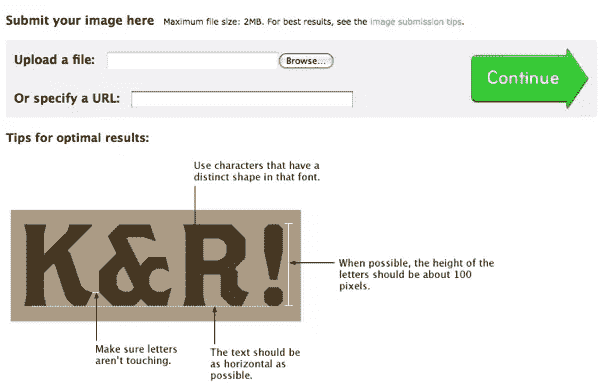 Submit your image here Maximum file size: 2MB. For best results, see the image submission tips.
Upload a file: Browse...
Continue
Or specify a URL:
Tips for optimal results:
Use characters that have a
distinct shape in that font.
K&R!
When possible, the height of the
letters should be about 100
pixels.
Make sure letters
aren't touching.
The text should be
as horizontal as
possible.